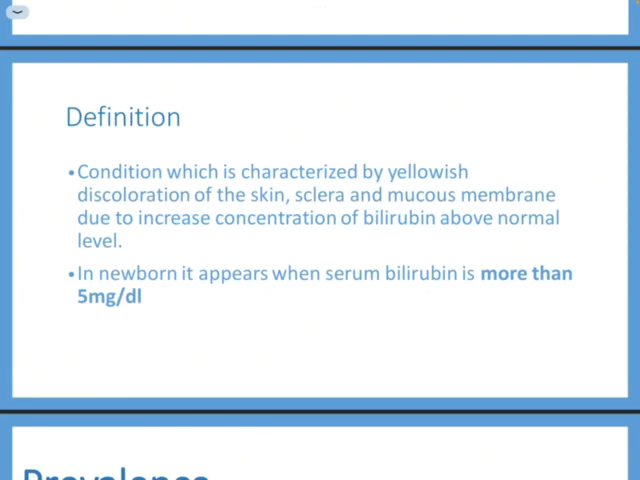 Definition
•Condition which is characterized by yellowish
discoloration of the skin, sclera and mucous membrane
due to increase concentration of bilirubin above normal
level.
•In newborn it appears when serum bilirubin is more than
5mg/dl
Prevalence